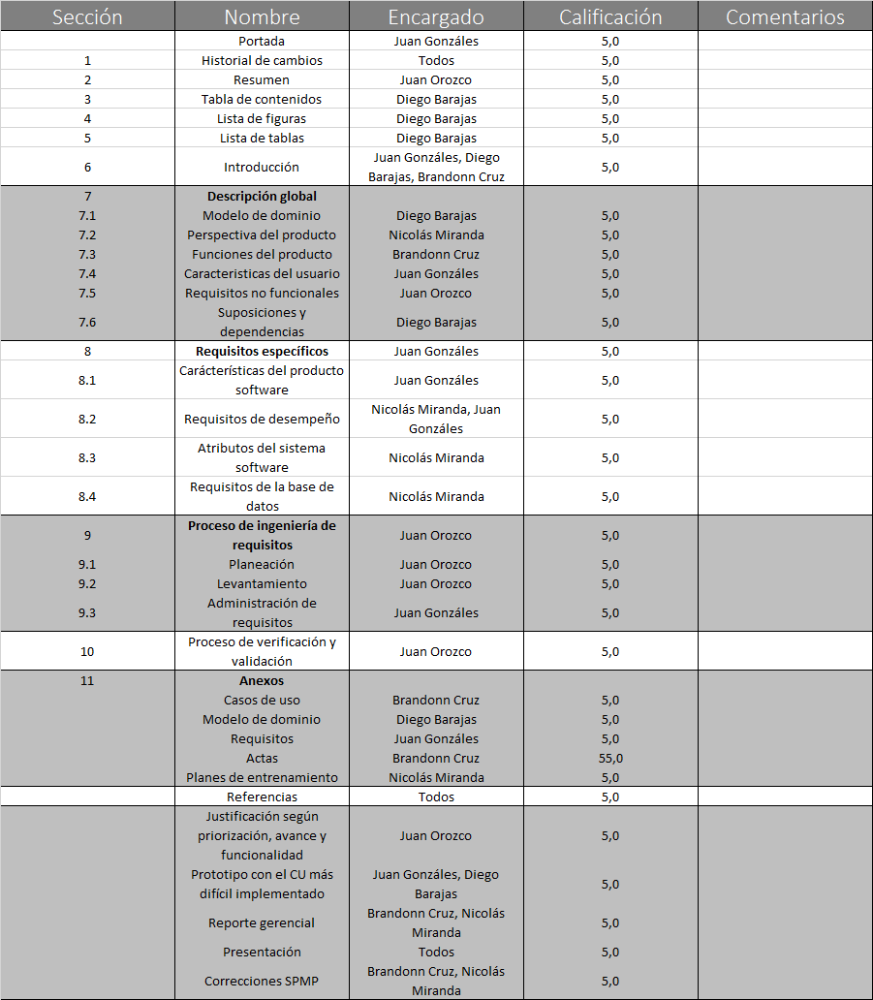 Sección Nombre Encargado Calificación Comentarios
Portada Juan Gonzáles 5,0
1 Historial de cambios Todos 5,0
2 Resumen Juan Orozco 5,0
3 Tabla de contenidos Diego Barajas 5,0
4 Lista de figuras Diego Barajas 5,0
5 Lista de tablas Diego Barajas 5,0
6 Introducción Juan Gonzáles, Diego
Barajas, Brandonn Cruz 5,0
7 Descripción global
7.1 Modelo de dominio Diego Barajas 5,0
7.2 Perspectiva del producto Nicolás Miranda 5,0
7.3 Funciones del producto Brandonn Cruz 5,0
7.4 Caracteristicas del usuario Juan Gonzáles 5,0
7.5 Requisitos no funcionales Juan Orozco 5,0
7.6 Suposiciones y
dependencias Diego Barajas 5,0
8 Requisitos específicos Juan Gonzáles 5,0
8.1 Carácterísticas del producto
software Juan Gonzáles 5,0
8.2 Requisitos de desempeño Nicolás Miranda, Juan
Gonzáles 5,0
8.3 Atributos del sistema
software Nicolás Miranda 5,0
8.4 Requisitos de la base de
datos Nicolás Miranda 5,0
9 Proceso de ingeniería de
requisitos Juan Orozco 5,0
9.1 Planeación Juan Orozco 5,0
9.2 Levantamiento Juan Orozco 5,0
9.3 Administración de
requisitos Juan Gonzáles 5,0
10 Proceso de verificación y
validación Juan Orozco 5,0
11 Anexos
Casos de uso Brandonn Cruz 5,0
Modelo de dominio Diego Barajas 5,0
Requisitos Juan Gonzáles 5,0
Actas Brandonn Cruz 55,0
Planes de entrenamiento Nicolás Miranda 5,0
Referencias Todos 5,0
Justificación según
priorización, avance y
funcionalidad Juan Orozco 5,0
Prototipo con el CU más
difícil implementado Juan Gonzáles, Diego
Barajas 5,0
Reporte gerencial Brandonn Cruz, Nicolás
Miranda 5,0
Presentación Todos 5,0
Correcciones SPMP Brandonn Cruz, Nicolás
Miranda 5,0